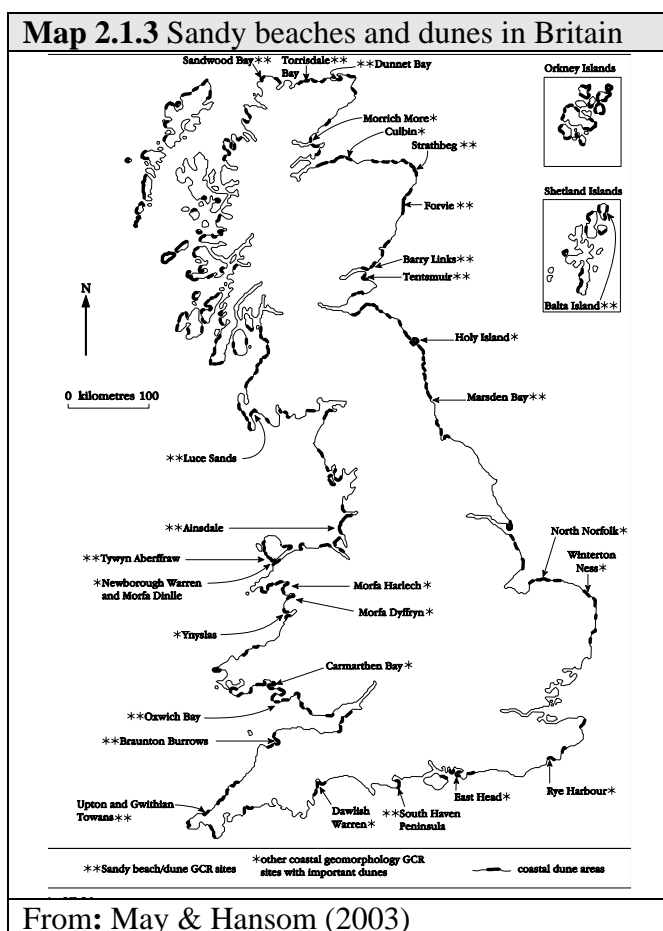 Map 2.1.3 Sandy beaches and dunes in Britain
Sandwood Bay**
Torrisdale**
Bay
**Dunnet Bay
Orkney Islands
Morrich More*
Culbin*
Strathbeg **
Shetland Islands
Forvie **
Barry Links**
Tentsmuir**
Balta Island**
N
Holy Island*
0 kilometres 100
Marsden Bay**
**Luce Sands
**Ainsdale
North Norfolk*
**Tywyn Aberffraw
Winterton
Ness*
*Newborough Warren
and Morfa Dinlle
Morfa Harlech*
Morfa Dyffryn*
*Ynyslas
Carmarthen Bay*
**Oxwich Bay
**Braunton Burrows
Upton and Gwithian
Towans**
Dawlish
Warren*
**South Haven
Peninsula
East Head*
Rye Harbour*
**Sandy beach/dune GCR sites
*other coastal geomorphology GCR
sites with important dunes
coastal dune areas
From: May & Hansom (2003)